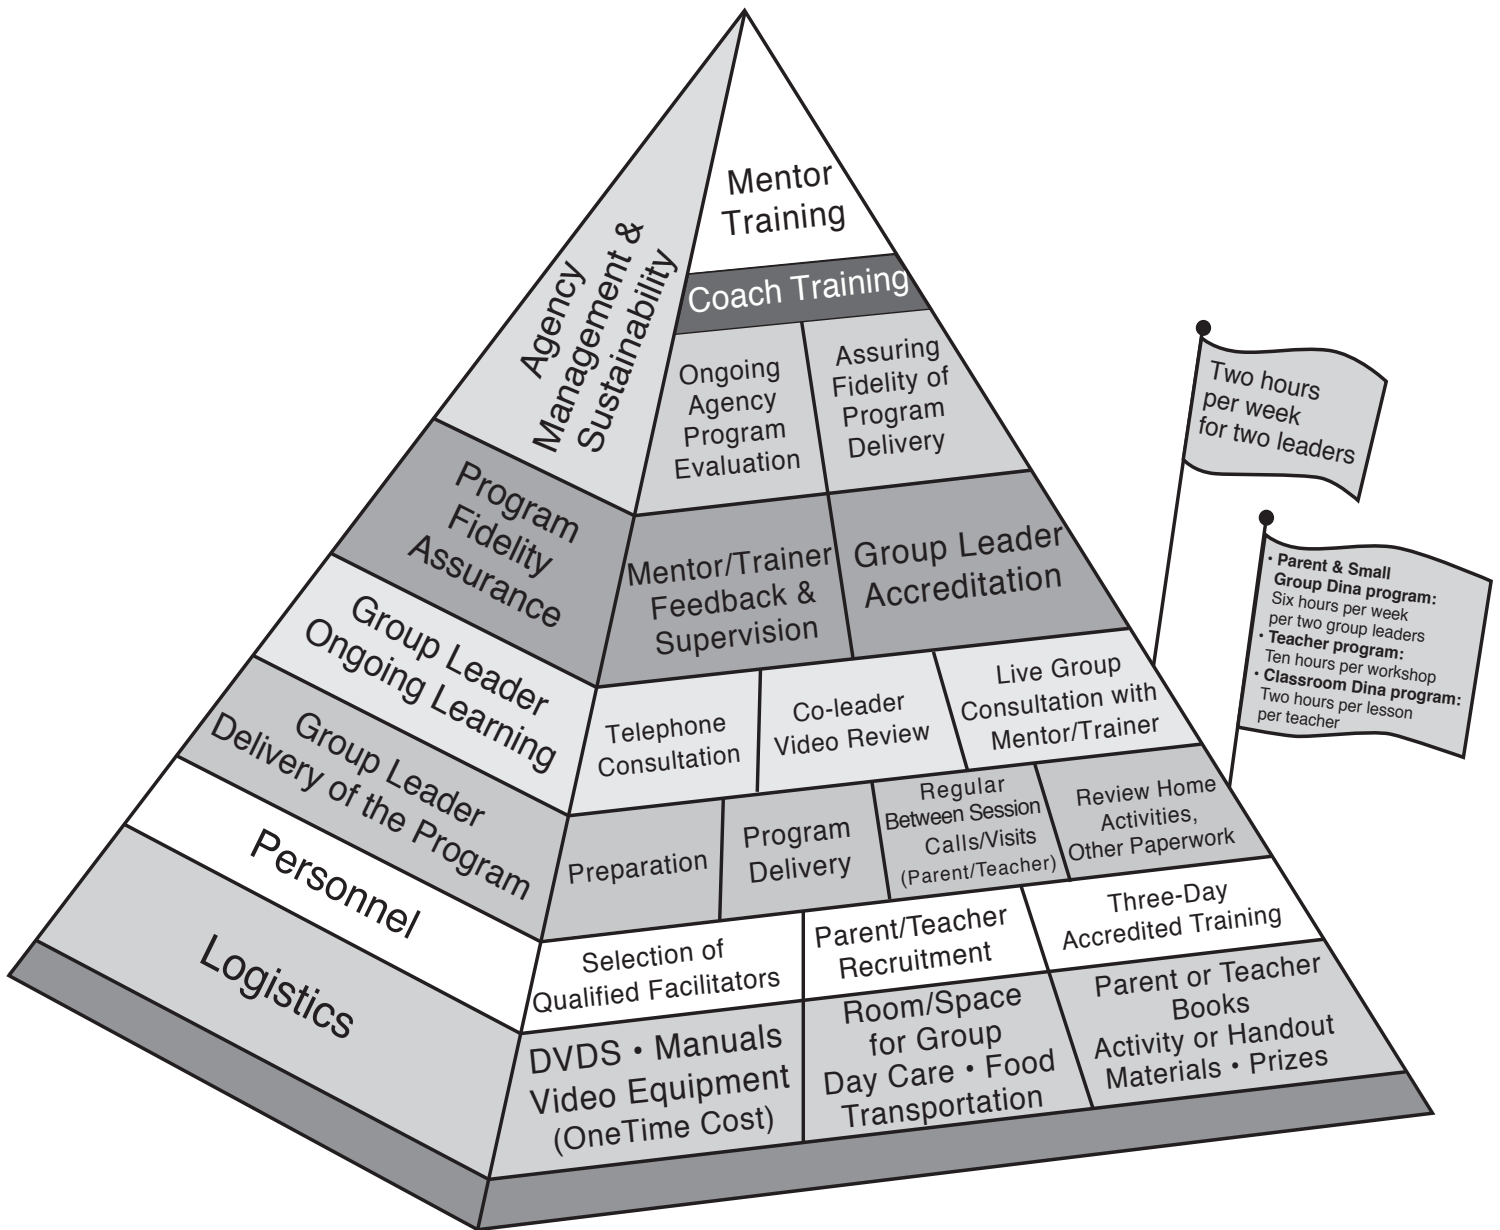 Mentor
Training
Coach Training
Agency
Management &
Sustainability
Ongoing
Agency
Program
Evaluation
Assuring
Fidelity of
Program
Delivery
Two hours
per week
for two leaders
Program
Fidelity
Assurance
Mentor/Trainer
Feedback &
Supervision
Group Leader
Accreditation
• Parent & Small
Group Dina program:
Six hours per week
per two group leaders
• Teacher program:
Ten hours per workshop
• Classroom Dina program:
Two hours per lesson
per teacher
Group Leader
Ongoing Learning
Telephone
Consultation
Co-leader
Video Review
Live Group
Consultation with
Mentor/Trainer
Group Leader
Delivery of the Program
Preparation
Program
Delivery
Regular
Between Session
Calls/Visits
(Parent/Teacher)
Review Home
Activities,
Other Paperwork
Personnel
Selection of
Qualified Facilitators
Parent/Teacher
Recruitment
Three-Day
Accredited Training
Logistics
DVDS • Manuals
Video Equipment
(OneTime Cost)
Room/Space
for Group
Day Care • Food
Transportation
Parent or Teacher
Books
Activity or Handout
Materials • Prizes